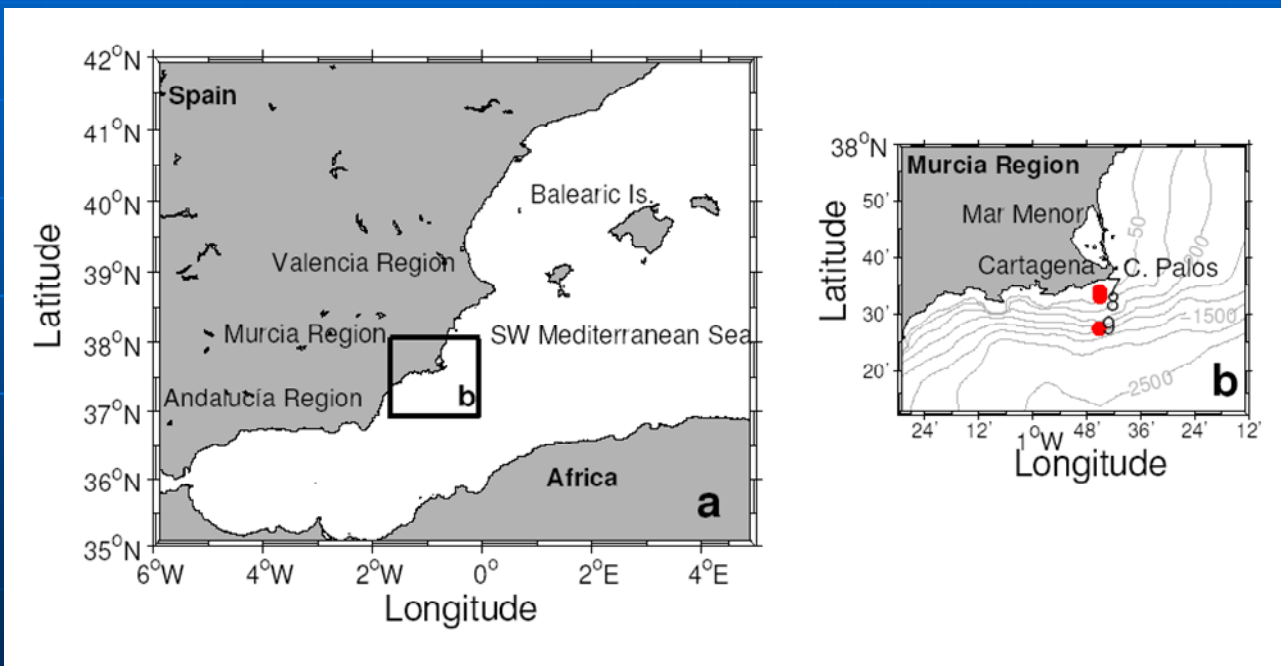 42°N
Spain
41°N
40°N
Balearic Is.
39°N
Valencia Region
38°N
Murcia Region
SW Mediterranean Sea
37°N
Andalucía Region
b
36°N
Africa
a
35°N
6°W
4°W
2°W
0°
2°E
4°E
Longitude
Latitude
38°N
Murcia Region
50'
Mar Menor
-50
-200
40'
Cartagena
C. Palos
7
8
30'
9
-1500
20'
-2500
b
24'
12'
1°W
48'
36'
24'
12'
Longitude
Latitude